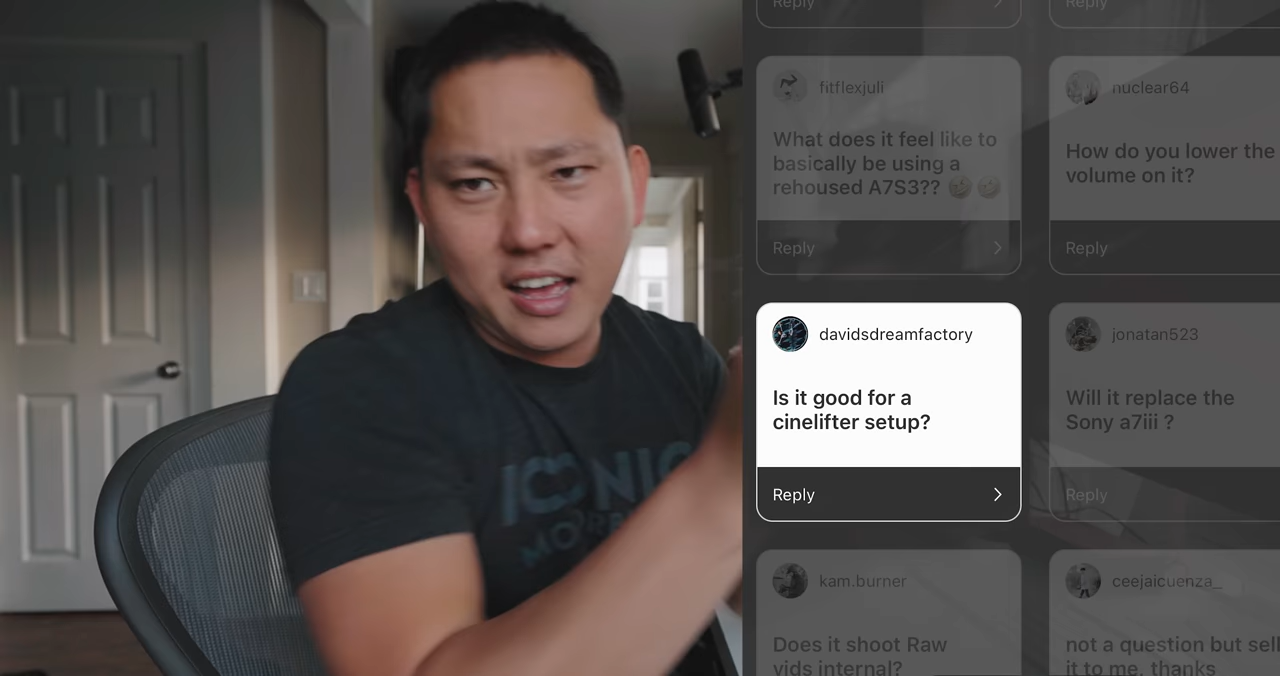 ICONIC
MORE
Reply
Reply
fitflexjuli
What does it feel like to
basically be using a
rehoused A7S3??
Reply
nuclear64
How do you lower the
volume on it?
Reply
davidsdreamfactory
Is it good for a
cinelifter setup?
Reply
jonatan523
Will it replace the
Sony a7iii ?
Reply
kam.burner
Does it shoot Raw
vids internal?
ceejaicuenza_
not a question but sell
it to me, thanks